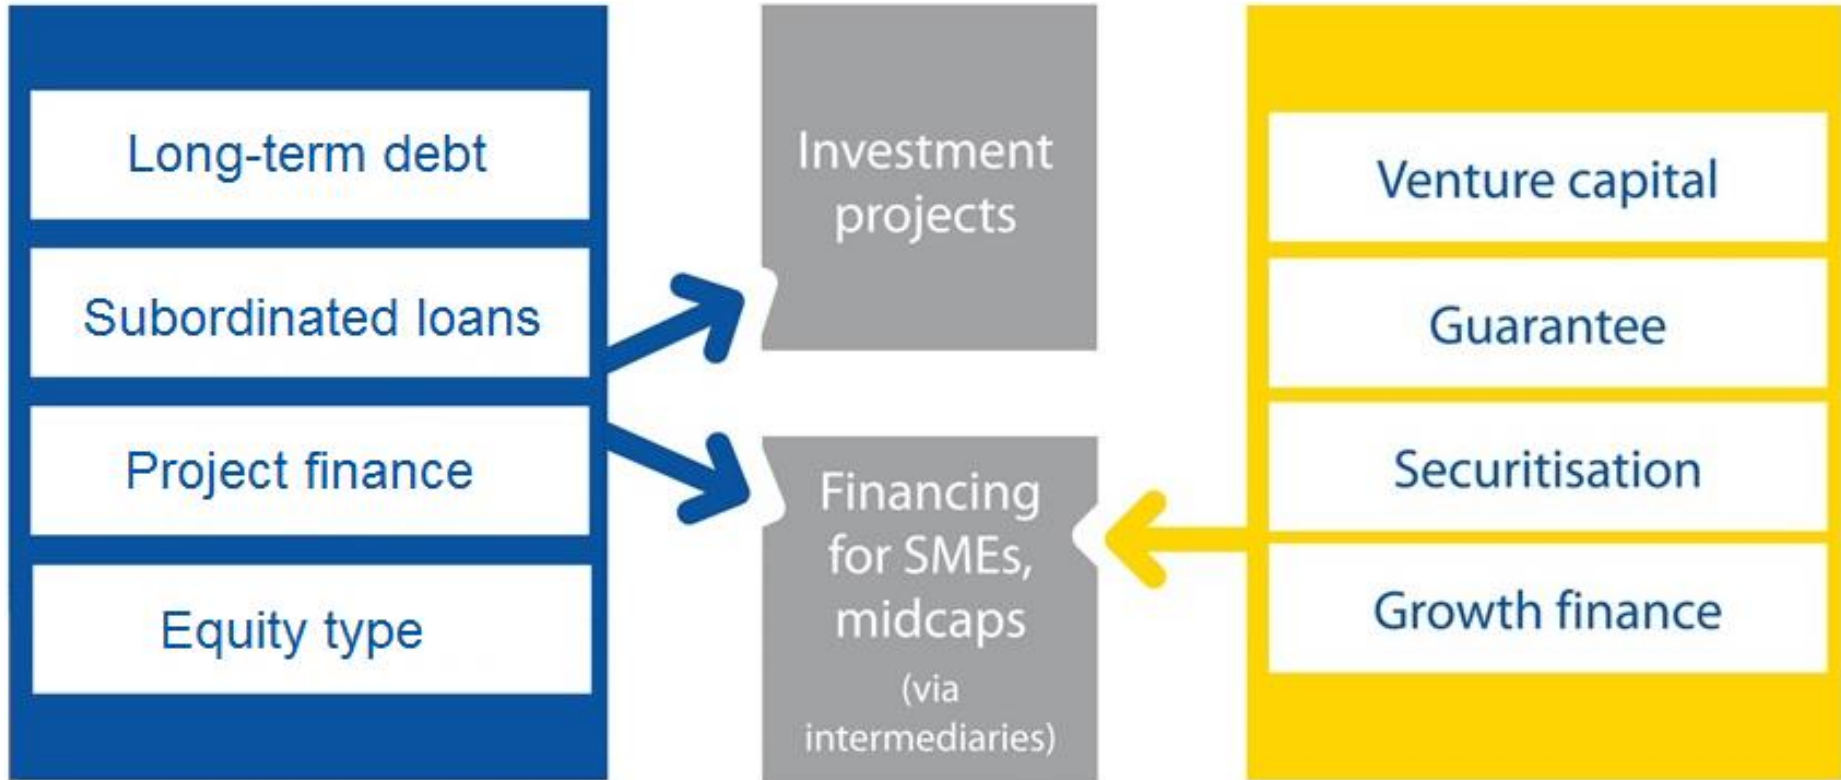 Long-term debt
Subordinated loans
Project finance
Equity type
Investment
projects
Financing
for SMEs,
midcaps
(via
intermediaries)
Venture capital
Guarantee
Securitisation
Growth finance